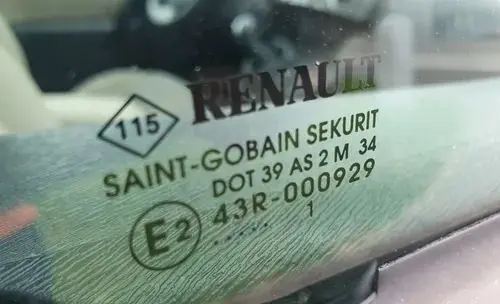 RENAULT
115
SAINT-GOBAIN SEKURIT
DOT 39 AS 2 M 34
E2 43R-000929
..... 1